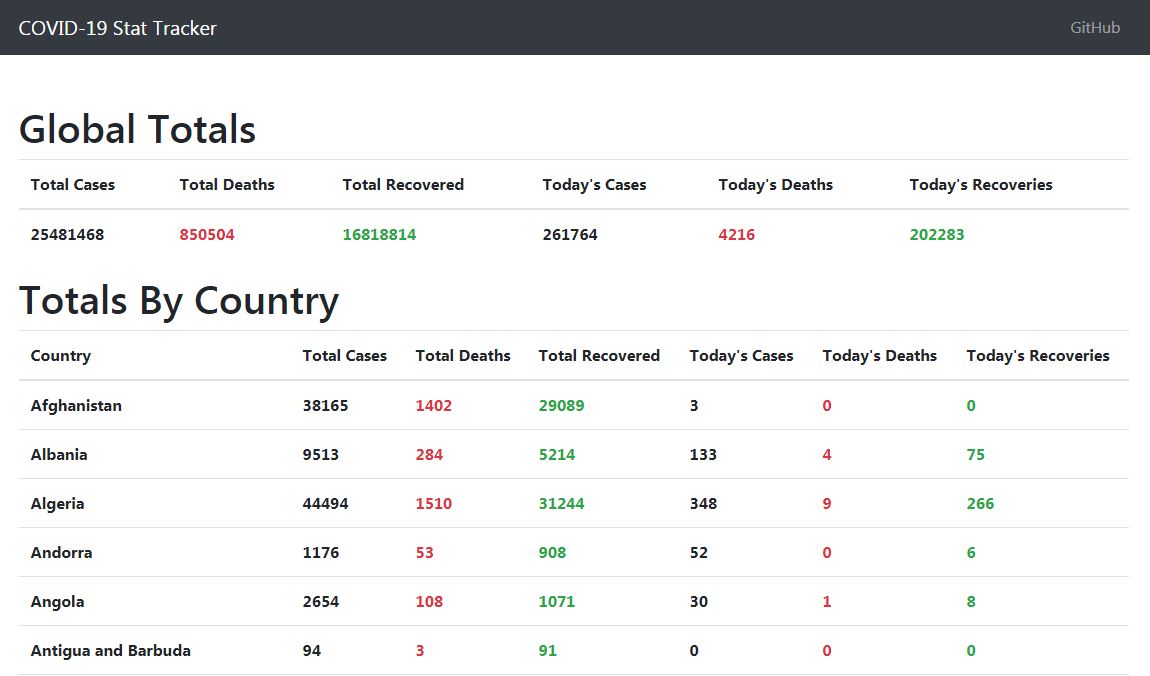 COVID-19 Stat Tracker GitHub
Global Totals
Total Cases Total Deaths Total Recovered Today's Cases Today's Deaths Today's Recoveries
25481468 850504 16818814 261764 4216 202283
Totals By Country
Country Total Cases Total Deaths Total Recovered Today's Cases Today's Deaths Today's Recoveries
Afghanistan 38165 1402 29089 3 0 0
Albania 9513 284 5214 133 4 75
Algeria 44494 1510 31244 348 9 266
Andorra 1176 53 908 52 0 6
Angola 2654 108 1071 30 1 8
Antigua and Barbuda 94 3 91 0 0 0